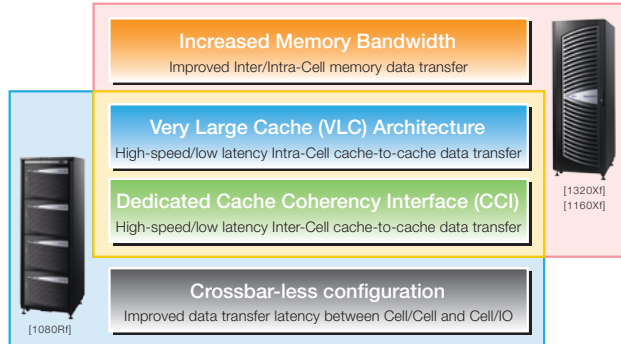 Increased Memory Bandwidth
Improved Inter/Intra-Cell memory data transfer
Very Large Cache (VLC) Architecture
High-speed/low latency Intra-Cell cache-to-cache data transfer
Dedicated Cache Coherency Interface (CCI)
High-speed/low latency Inter-Cell cache-to-cache data transfer
[1320Xf]
[1160Xf]
Crossbar-less configuration
Improved data transfer latency between Cell/Cell and Cell/IO
[1080Rf]